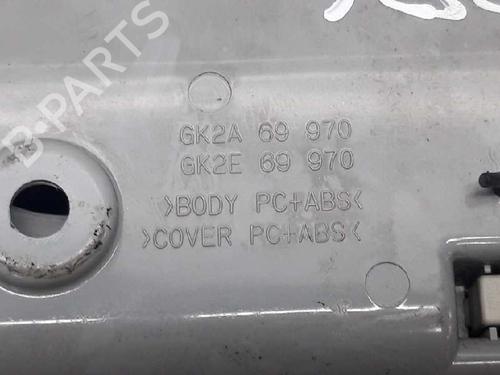 GK2A 69 970
GK2E 69 970
>BODY PC+ABS<
>COVER PC+ABS<
B-PARTS